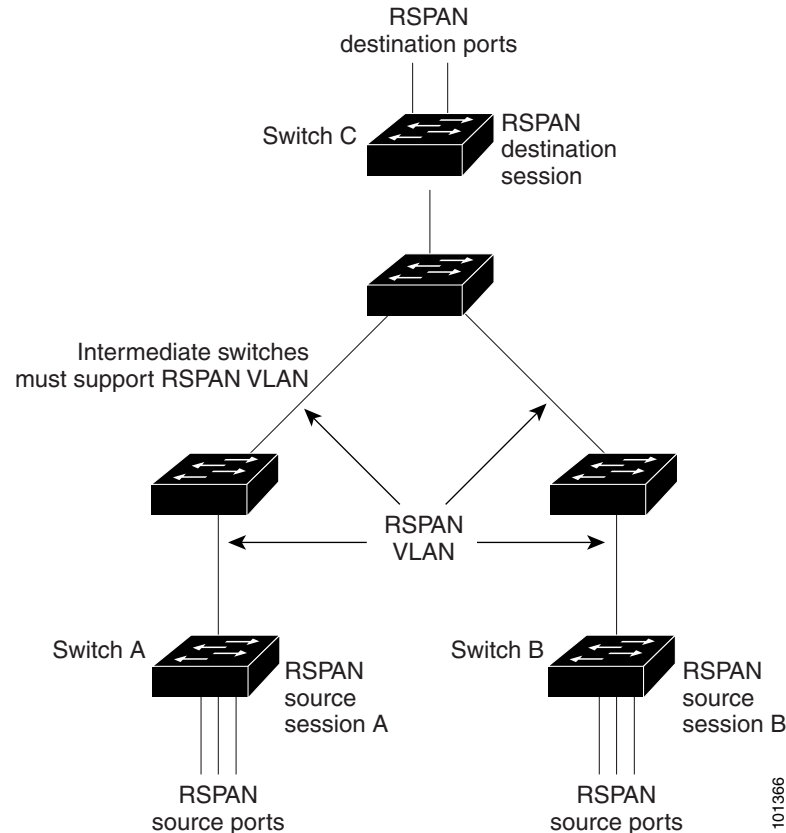 RSPAN
destination ports
Switch C
RSPAN
destination
session
Intermediate switches
must support RSPAN VLAN
RSPAN
VLAN
Switch A
RSPAN
source
session A
Switch B
RSPAN
source
session B
RSPAN
source ports
RSPAN
source ports
101366